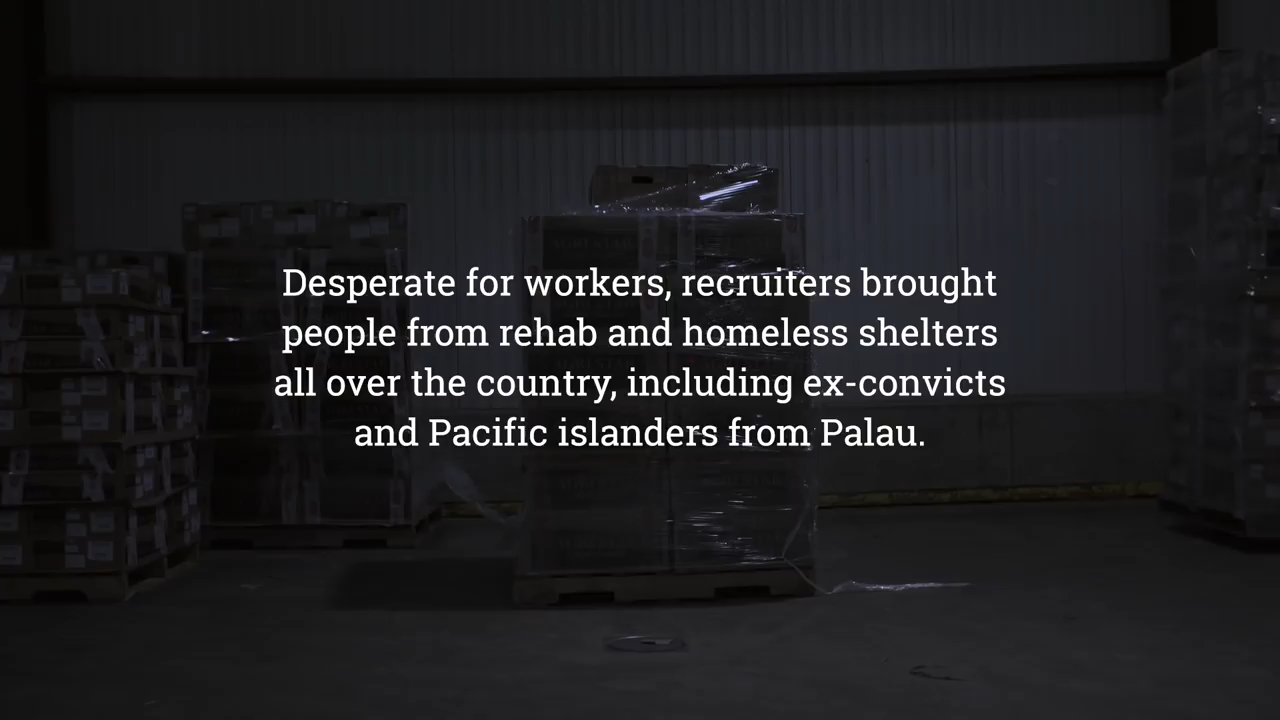 Desperate for workers, recruiters brought
people from rehab and homeless shelters
all over the country, including ex-convicts
and Pacific islanders from Palau.